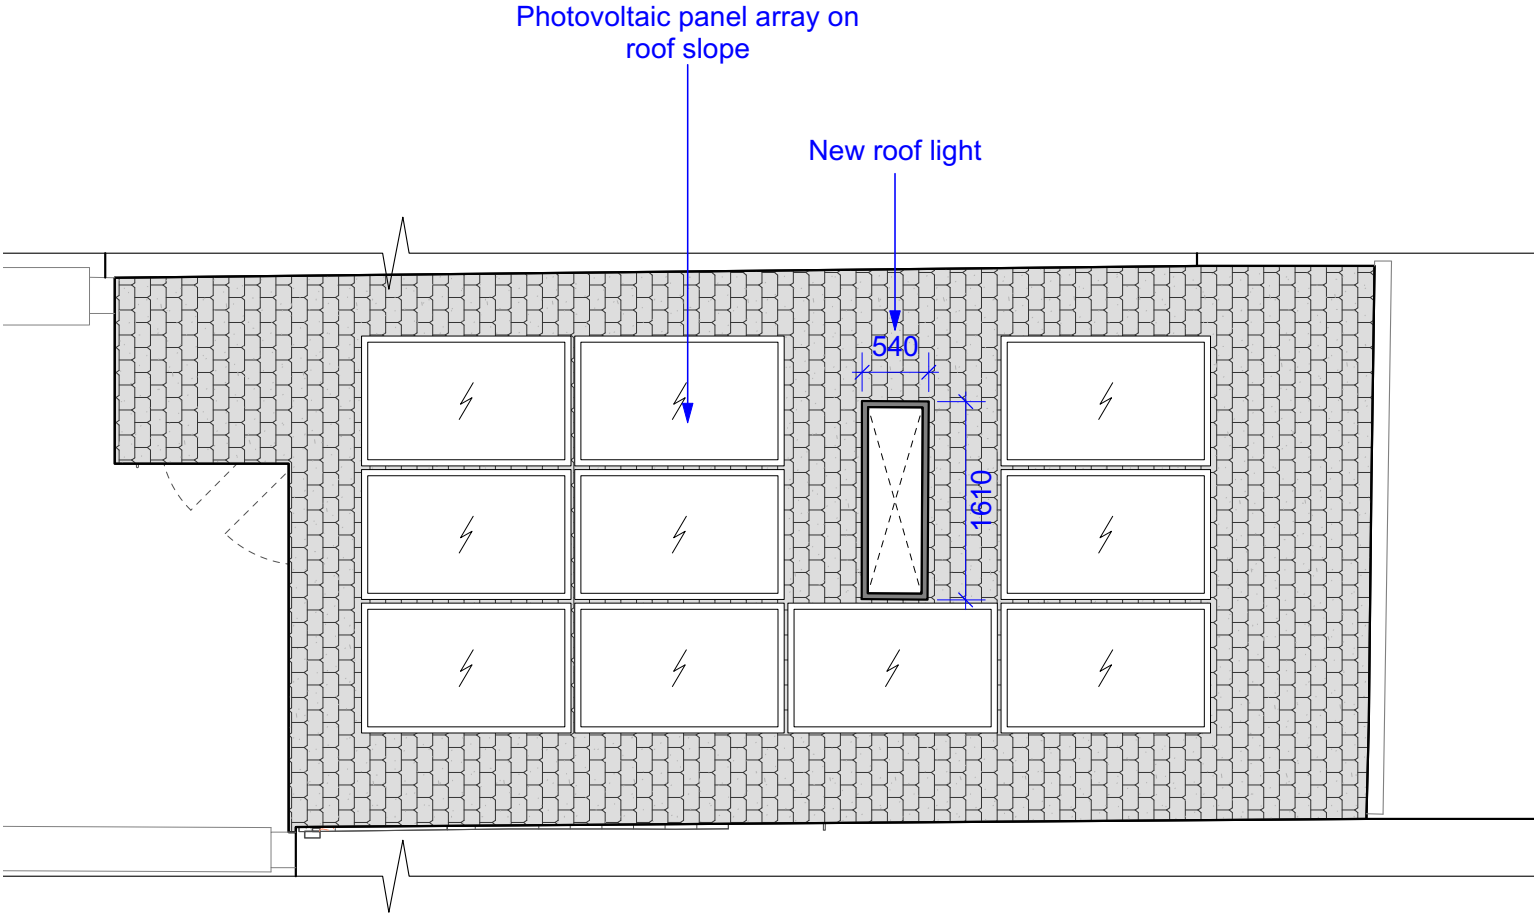 Photovoltaic panel array on
roof slope
New roof light
540
1610